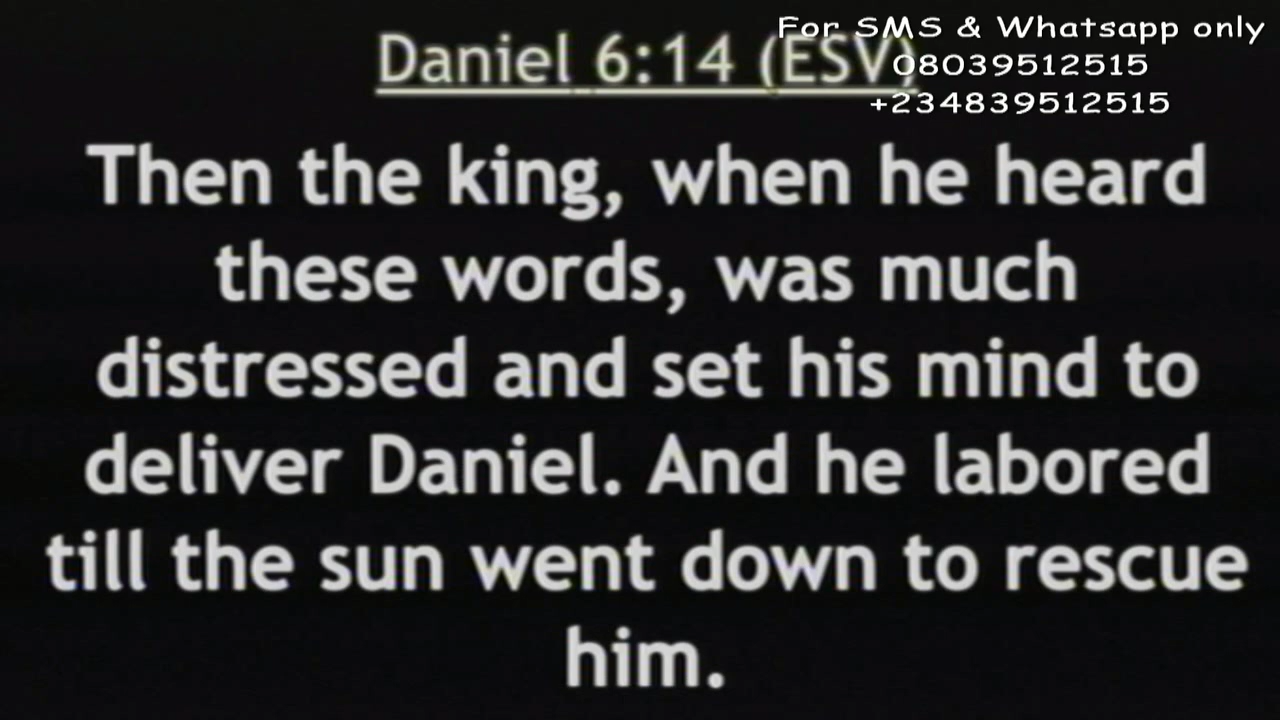 For SMS & Whatsapp only
Daniel 6:14 (ESV)
08039512515
+234839512515
Then the king, when he heard
these words, was much
distressed and set his mind to
deliver Daniel. And he labored
till the sun went down to rescue
him.